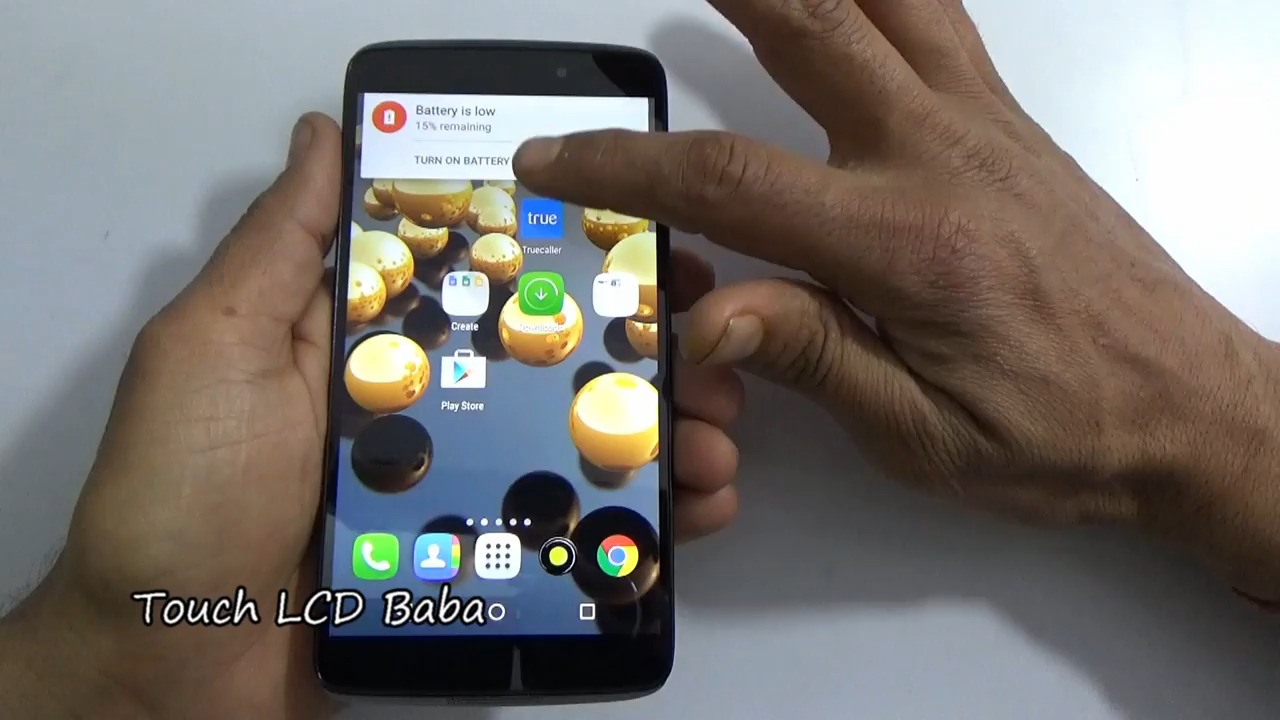 Battery is low
15% remaining
TURN ON BATTERY
true
Truecaller
Create
Play Store
Touch LCD Baba